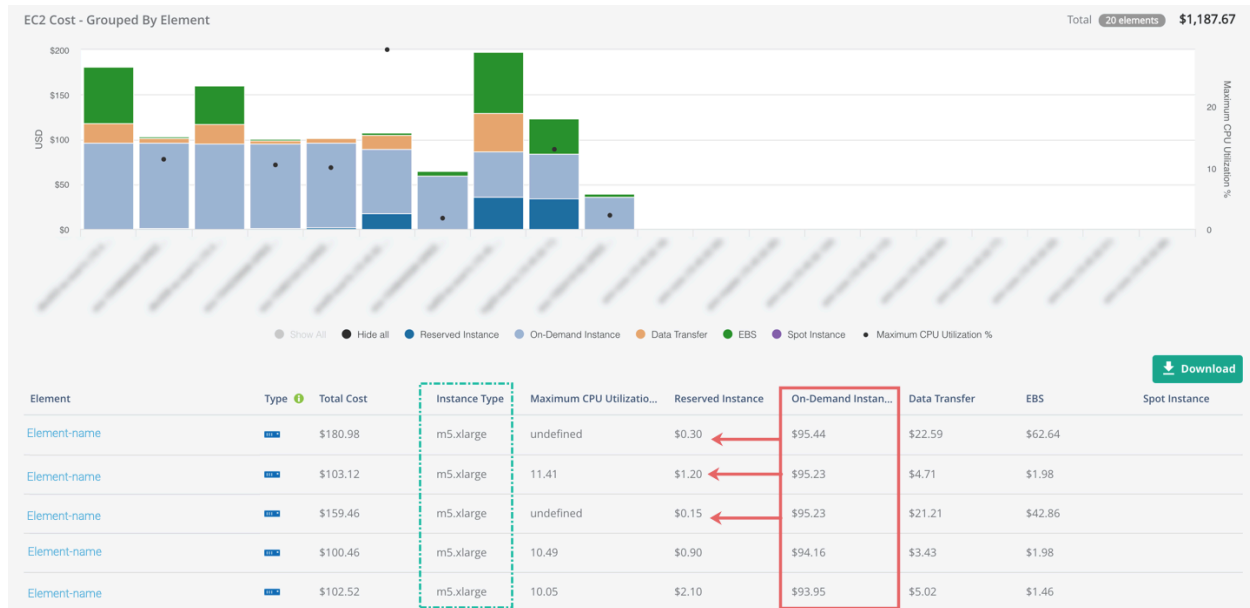 EC2 Cost - Grouped By Element
Total 20 elements $1,187.67
$200
$150
$100
$50
$0
USD
20
10
0
Maximum CPU Utilization %
Show All Hide all Reserved Instance On-Demand Instance Data Transfer EBS Spot Instance Maximum CPU Utilization %
Download
Element Type Total Cost Instance Type Maximum CPU Utilizatio... Reserved Instance On-Demand Instan... Data Transfer EBS Spot Instance
Element-name $180.98 m5.xlarge undefined $0.30 $95.44 $22.59 $62.64
Element-name $103.12 m5.xlarge 11.41 $1.20 $95.23 $4.71 $1.98
Element-name $159.46 m5.xlarge undefined $0.15 $95.23 $21.21 $42.86
Element-name $100.46 m5.xlarge 10.49 $0.90 $94.16 $3.43 $1.98
Element-name $102.52 m5.xlarge 10.05 $2.10 $93.95 $5.02 $1.46